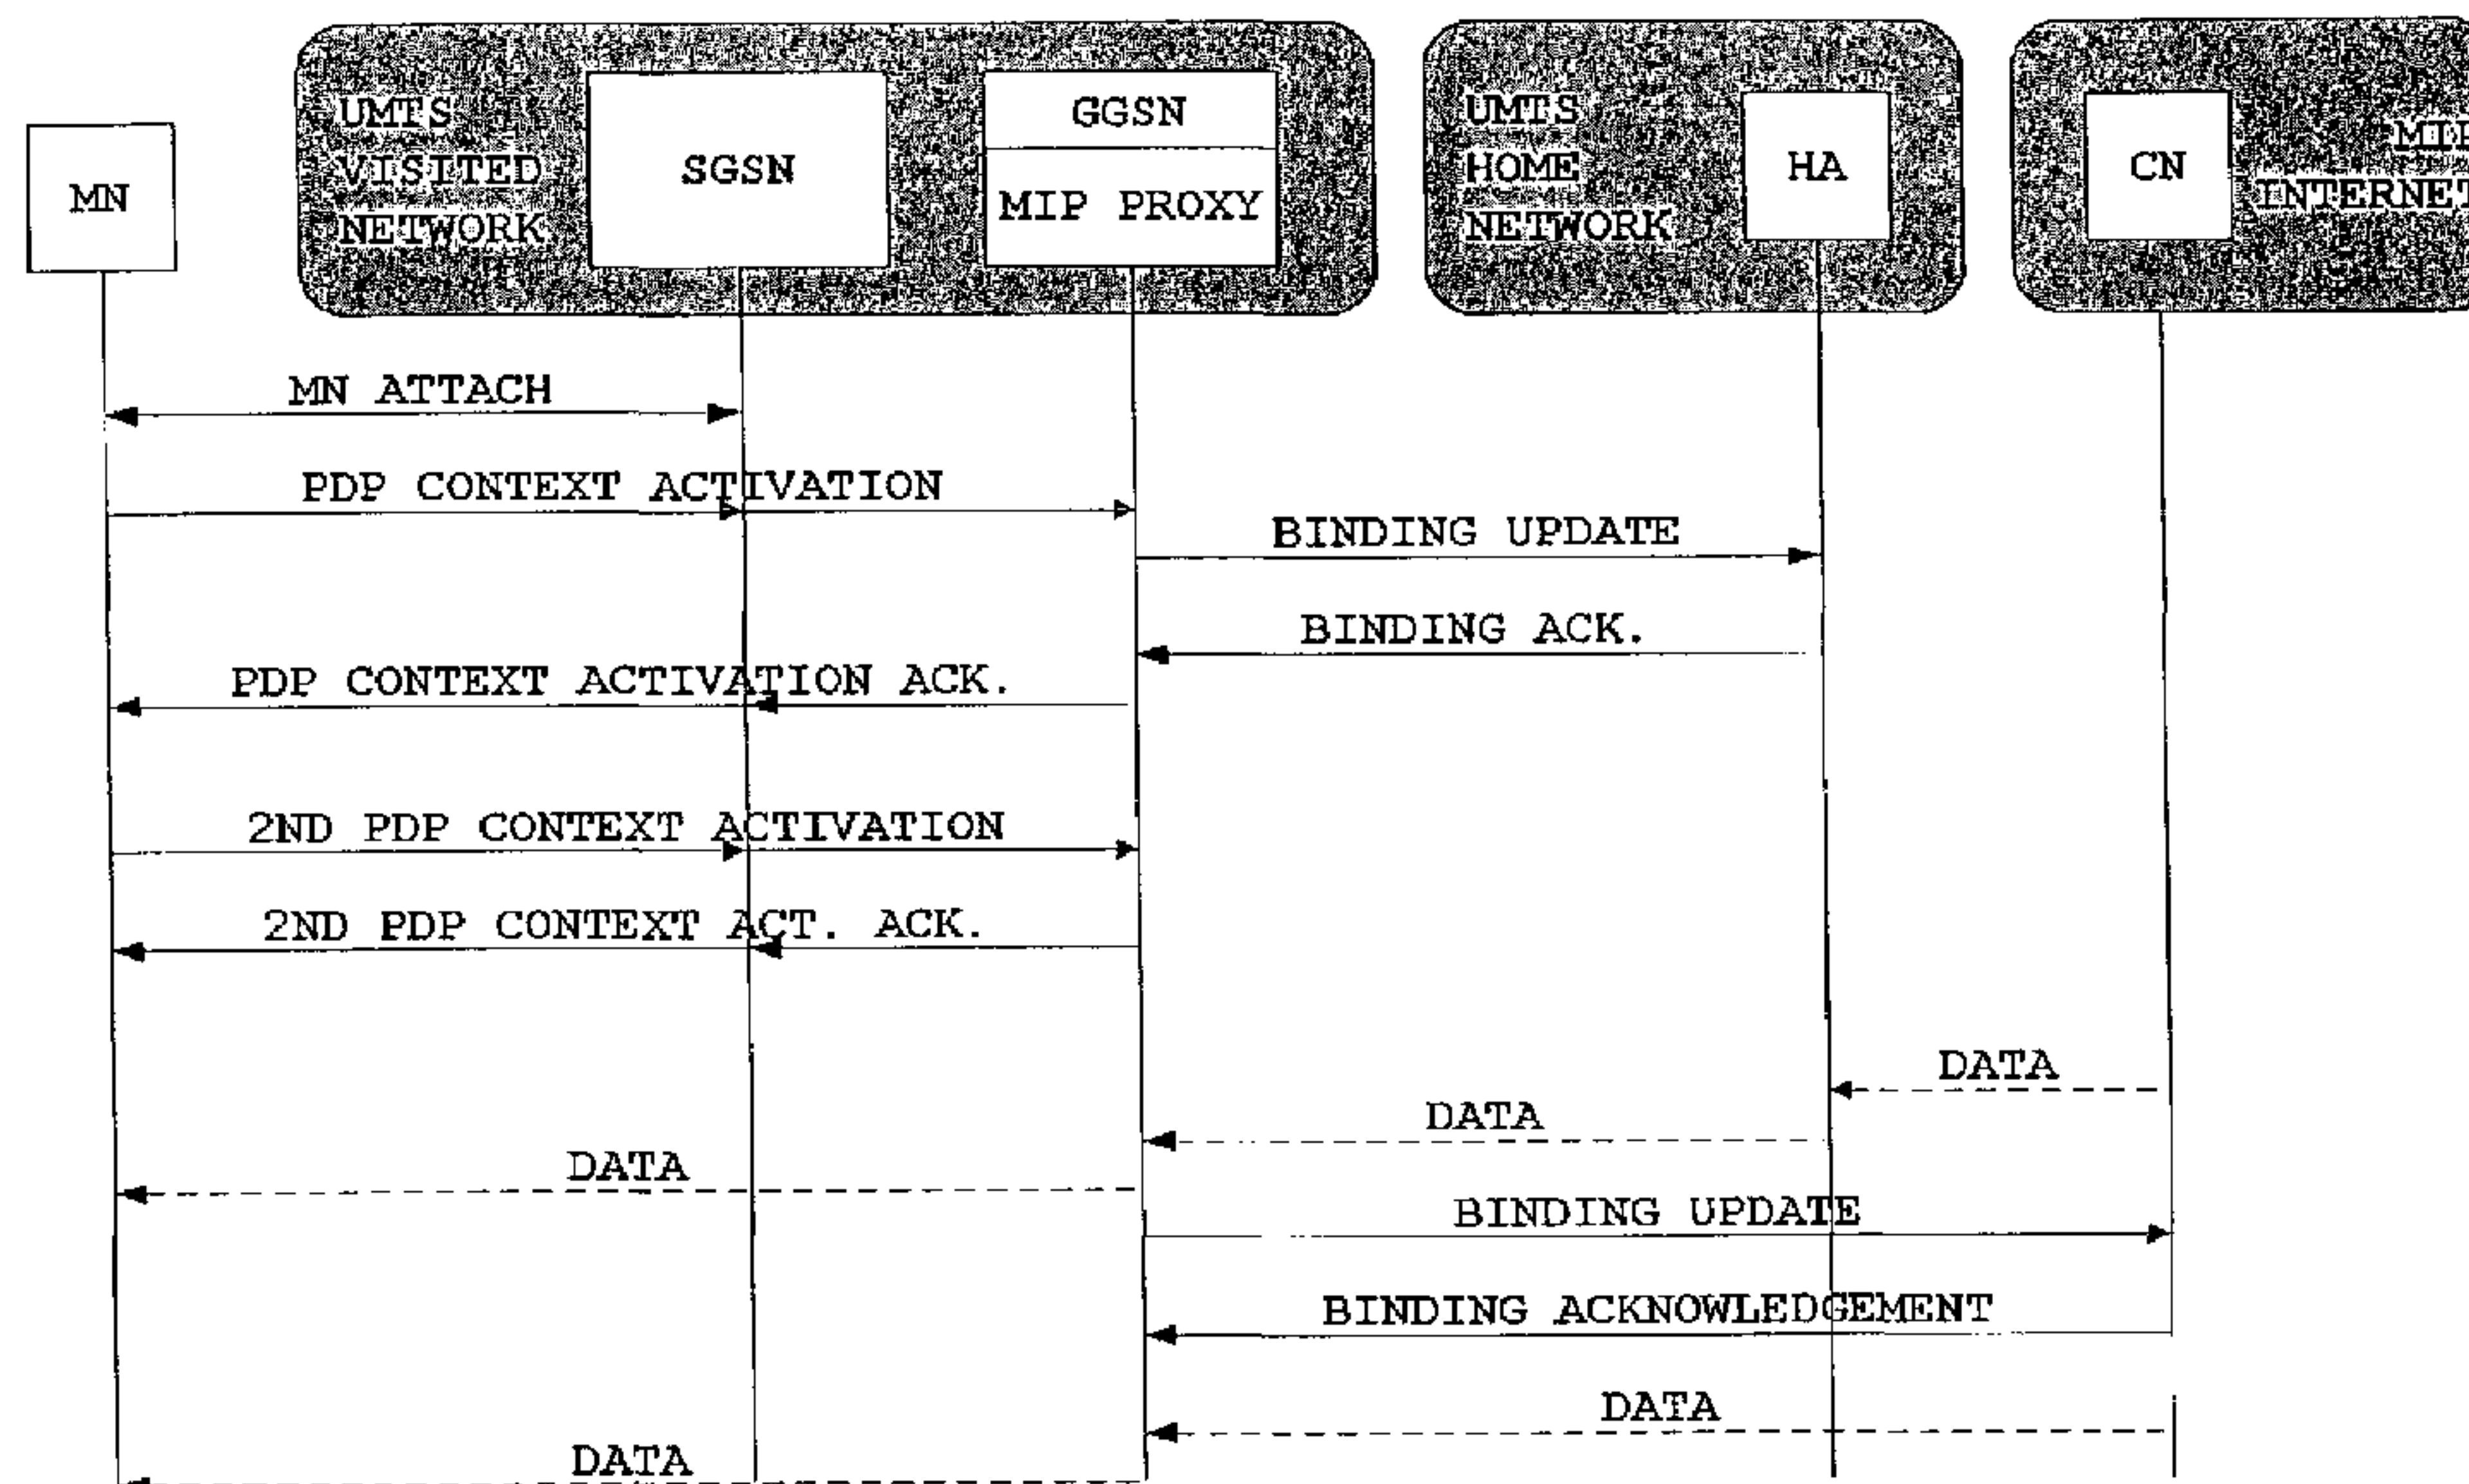 MN
UMTS
VISITED
NETWORK
SGSN
GGSN
MIP PROXY
UMTS
HOME
NETWORK
HA
CN
INTERNET
MN ATTACH
PDP CONTEXT ACTIVATION
BINDING UPDATE
BINDING ACK.
PDP CONTEXT ACTIVATION ACK.
2ND PDP CONTEXT ACTIVATION
2ND PDP CONTEXT ACT. ACK.
DATA
DATA
DATA
BINDING UPDATE
BINDING ACKNOWLEDGEMENT
DATA
DATA